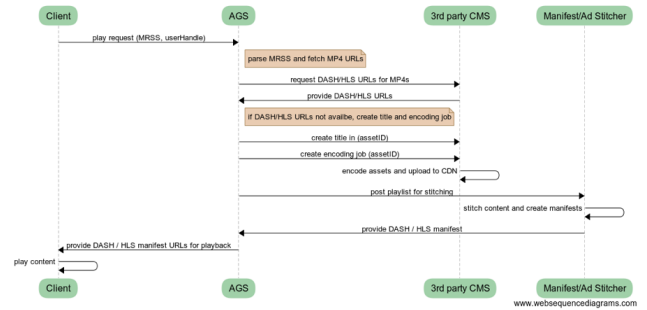 Client AGS 3rd party CMS Manifest/Ad Stitcher
play request (MRSS, userHandle)
parse MRSS and fetch MP4 URLs
request DASH/HLS URLs for MP4s
provide DASH/HLS URLs
if DASH/HLS URLs not availbe, create title and encoding job
create title in (assetID)
create encoding job (assetID)
encode assets and upload to CDN
post playlist for stitching
stitch content and create manifests
provide DASH / HLS manifest
provide DASH / HLS manifest URLs for playback
play content
Client AGS 3rd party CMS Manifest/Ad Stitcher
www.websequencediagrams.com